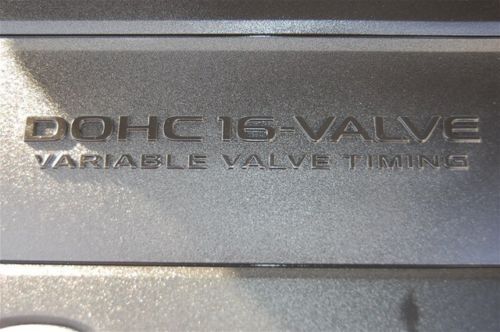 DOHC 16-VALVE
VARIABLE VALVE TIMING